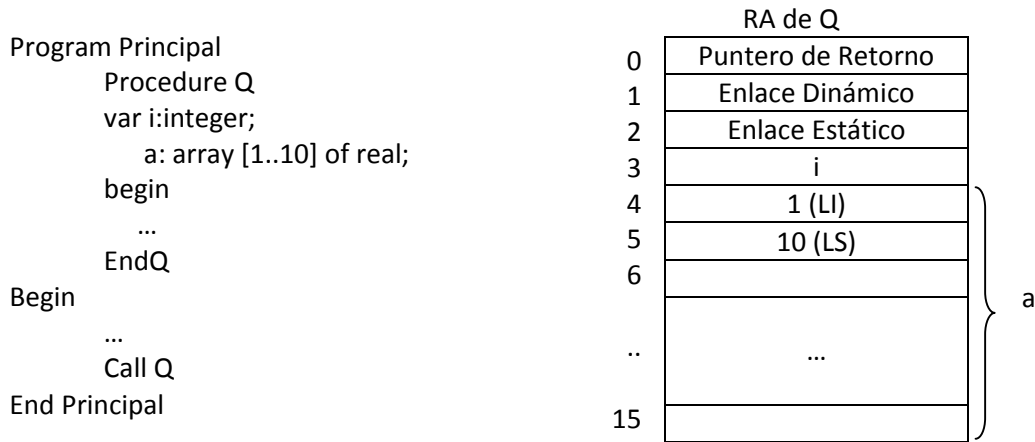 Program Principal
Procedure Q
var i:integer;
a: array [1..10] of real;
begin
…
EndQ
Begin
…
Call Q
End Principal
RA de Q
0 Puntero de Retorno
1 Enlace Dinámico
2 Enlace Estático
3 i
4 1 (LI)
5 10 (LS)
6
.. …
15
a